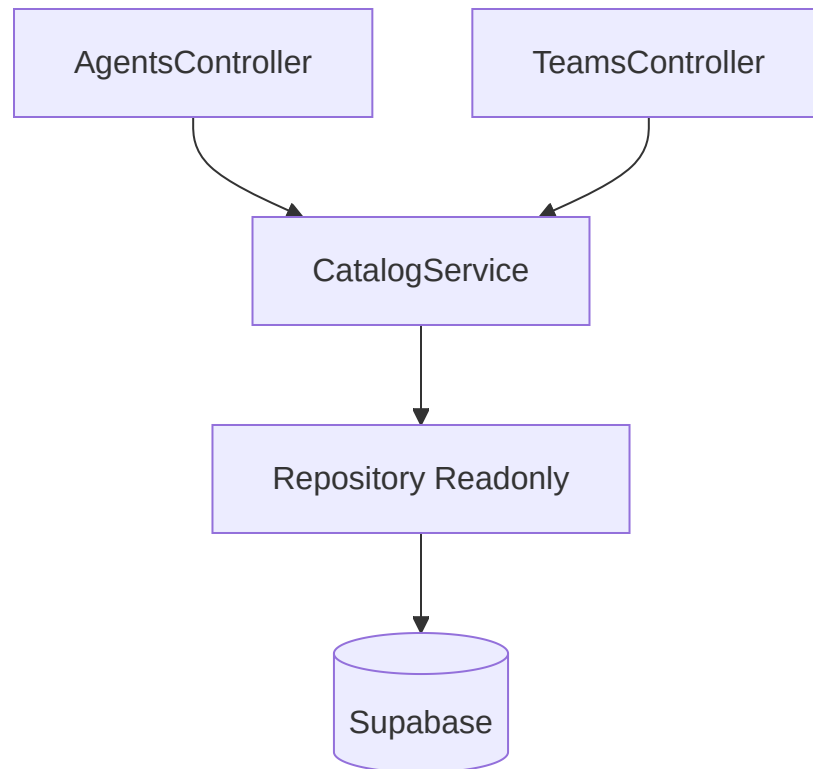 AgentsController
TeamsController
CatalogService
Repository Readonly
Supabase